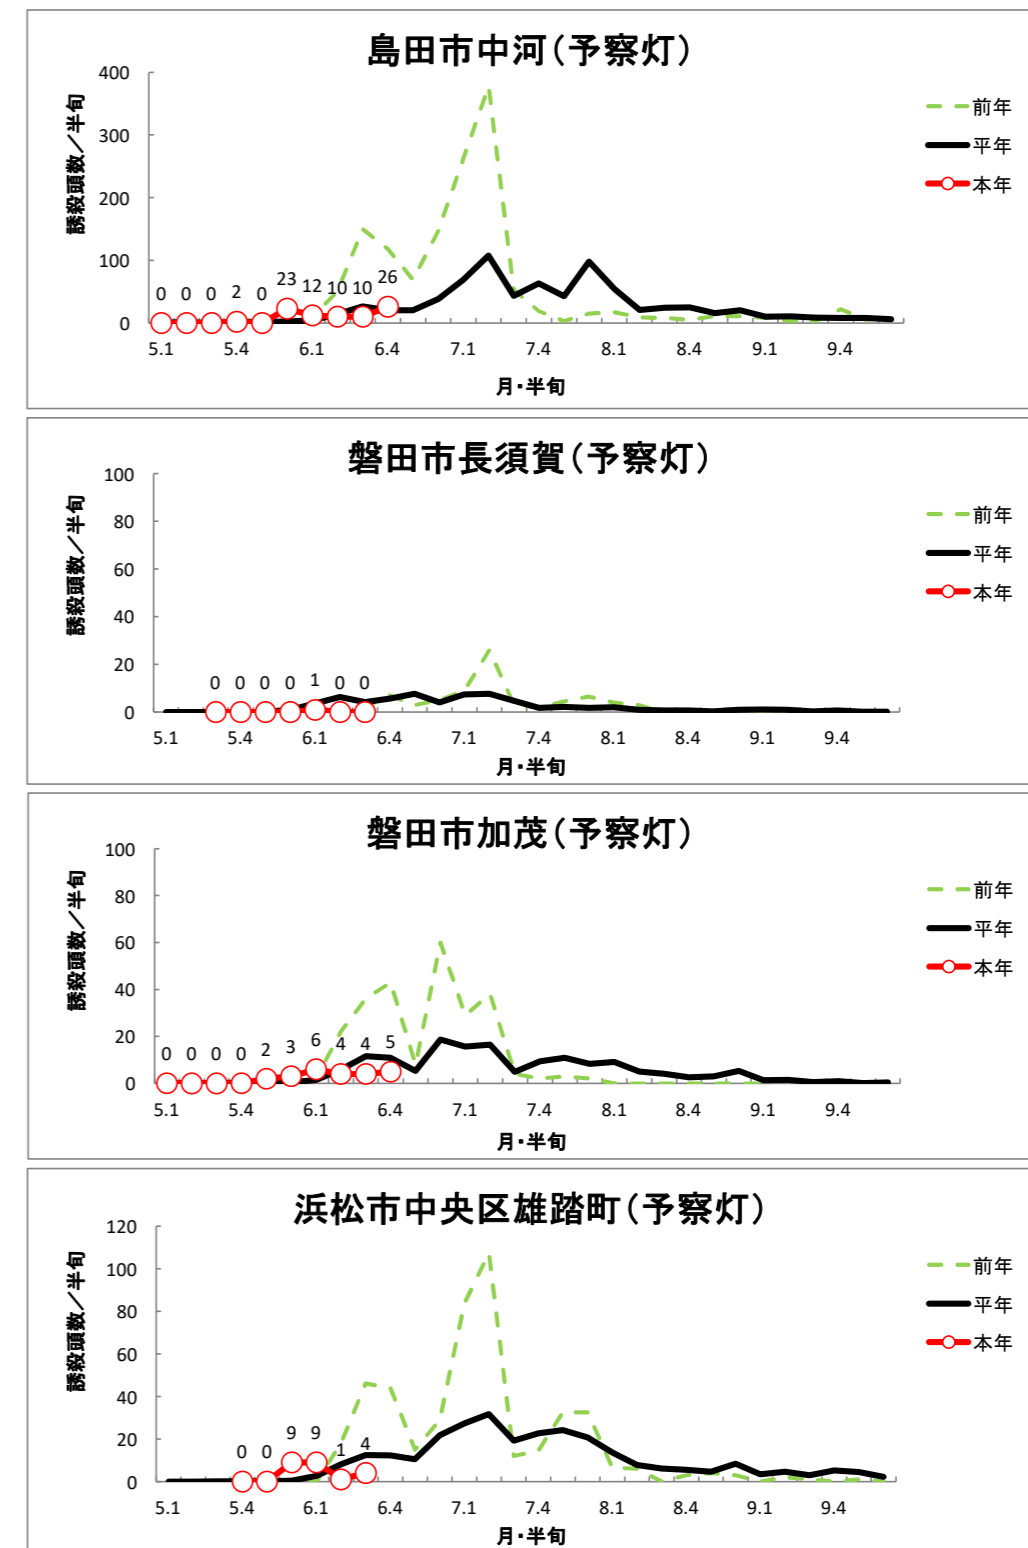 島田市中河(予察灯)
400
300
200
100
0
誘殺頭数/半旬
0 0 0 2 0 23 12 10 10 26
5.1 5.4 6.1 6.4 7.1 7.4 8.1 8.4 9.1 9.4
月・半旬
前年
平年
本年
磐田市長須賀(予察灯)
100
80
60
40
20
0
誘殺頭数/半旬
0 0 0 0 1 0 0
5.1 5.4 6.1 6.4 7.1 7.4 8.1 8.4 9.1 9.4
月・半旬
前年
平年
本年
磐田市加茂(予察灯)
100
80
60
40
20
0
誘殺頭数/半旬
0 0 0 0 2 3 6 4 4 5
5.1 5.4 6.1 6.4 7.1 7.4 8.1 8.4 9.1 9.4
月・半旬
前年
平年
本年
浜松市中央区雄踏町(予察灯)
120
100
80
60
40
20
0
誘殺頭数/半旬
0 0 9 9 1 4
5.1 5.4 6.1 6.4 7.1 7.4 8.1 8.4 9.1 9.4
月・半旬
前年
平年
本年